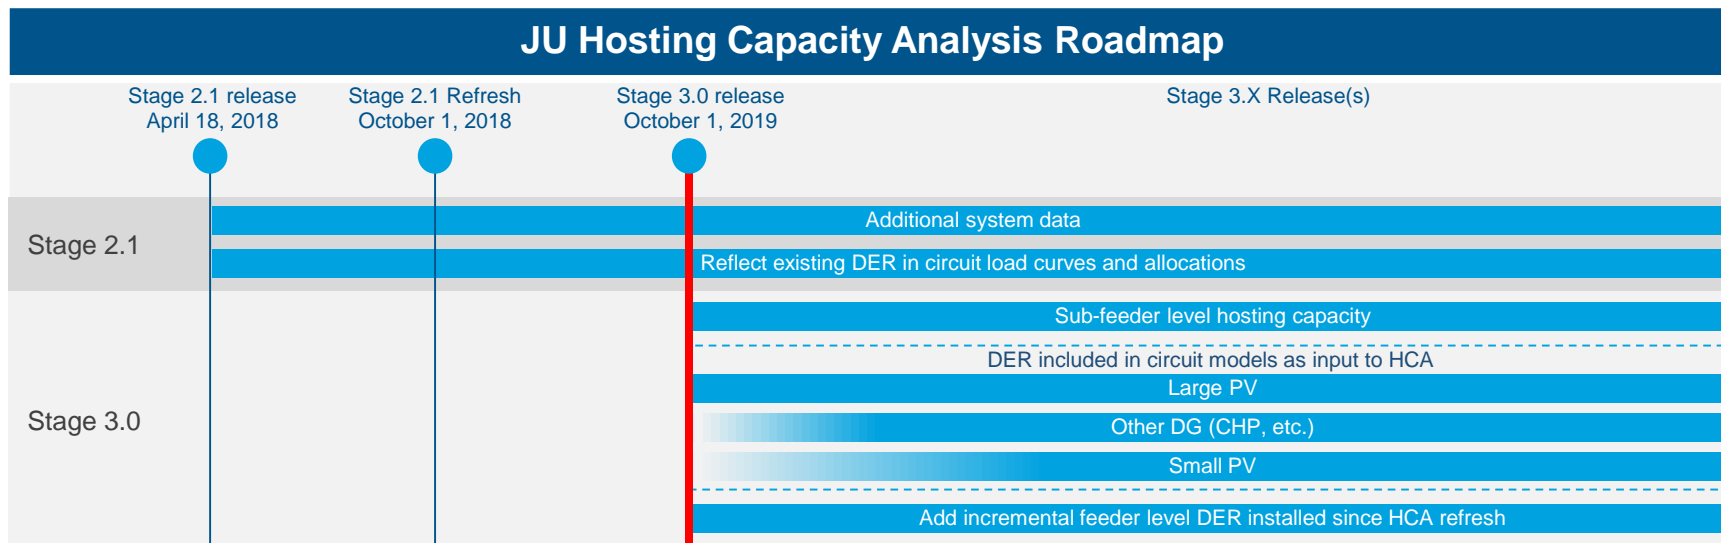 JU Hosting Capacity Analysis Roadmap
Stage 2.1 release
April 18, 2018
Stage 2.1 Refresh
October 1, 2018
Stage 3.0 release
October 1, 2019
Stage 3.X Release(s)
Stage 2.1
Additional system data
Reflect existing DER in circuit load curves and allocations
Stage 3.0
Sub-feeder level hosting capacity
DER included in circuit models as input to HCA
Large PV
Other DG (CHP, etc.)
Small PV
Add incremental feeder level DER installed since HCA refresh